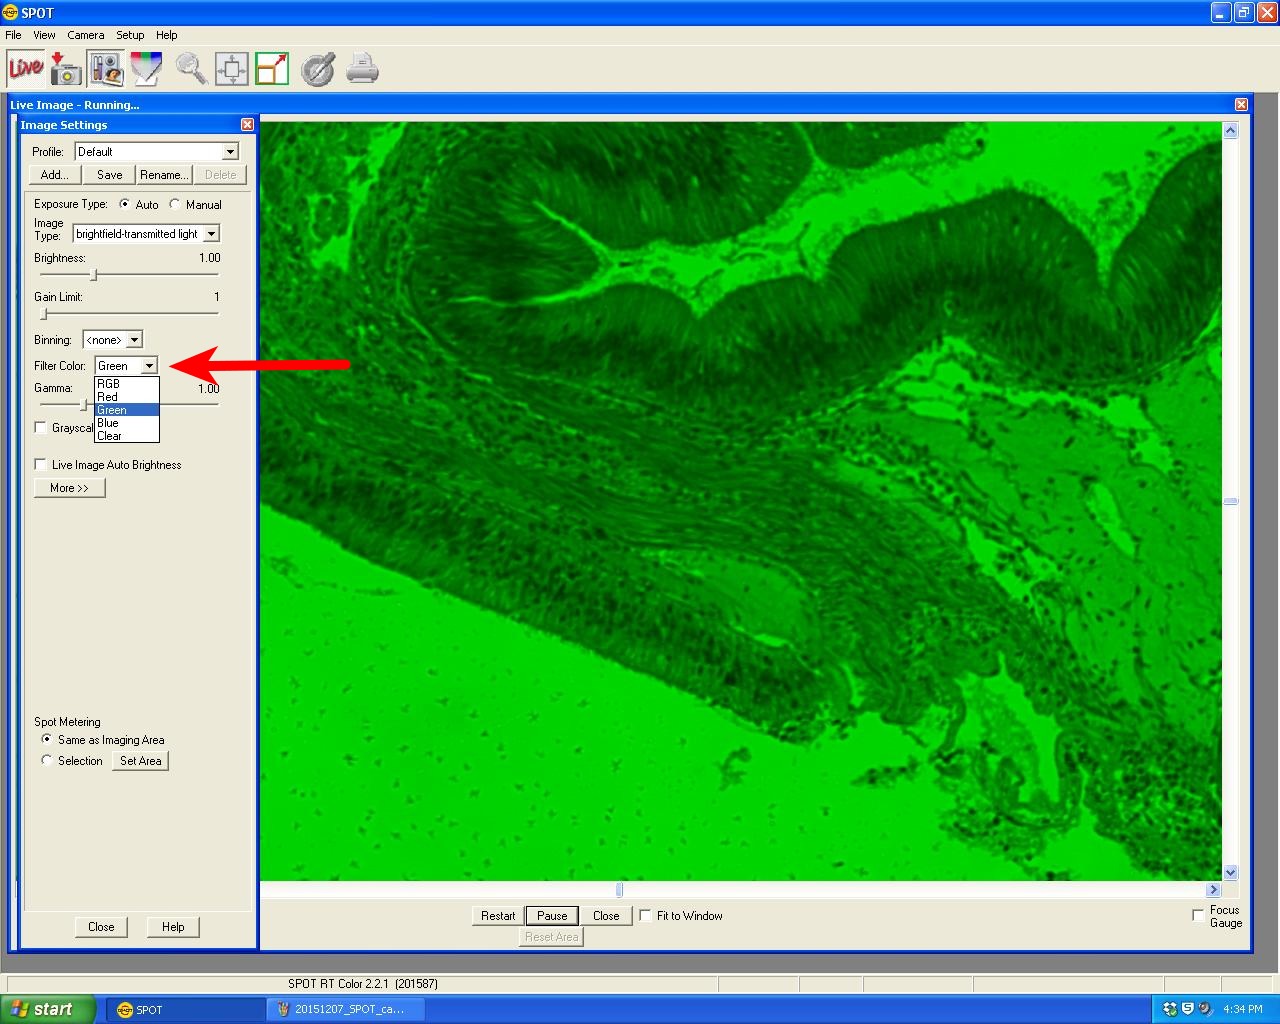 SPOT
File View Camera Setup Help
Live
Live Image - Running...
Image Settings
Profile: Default
Add... Save Rename... Delete
Exposure Type: Auto Manual
Image Type: brightfield-transmitted light
Brightness: 1.00
Gain Limit: 1
Binning: <none>
Filter Color: Green
Gamma: 1.00
RGB
Red
Green
Blue
Clear
Grayscal
Live Image Auto Brightness
More >>
Spot Metering
Same as Imaging Area
Selection Set Area
Close Help
Restart Pause Close Fit to Window
Reset Area
Focus Gauge
SPOT RT Color 2.2.1 (201587)
start SPOT 20151207_SPOT_ca... 4:34 PM